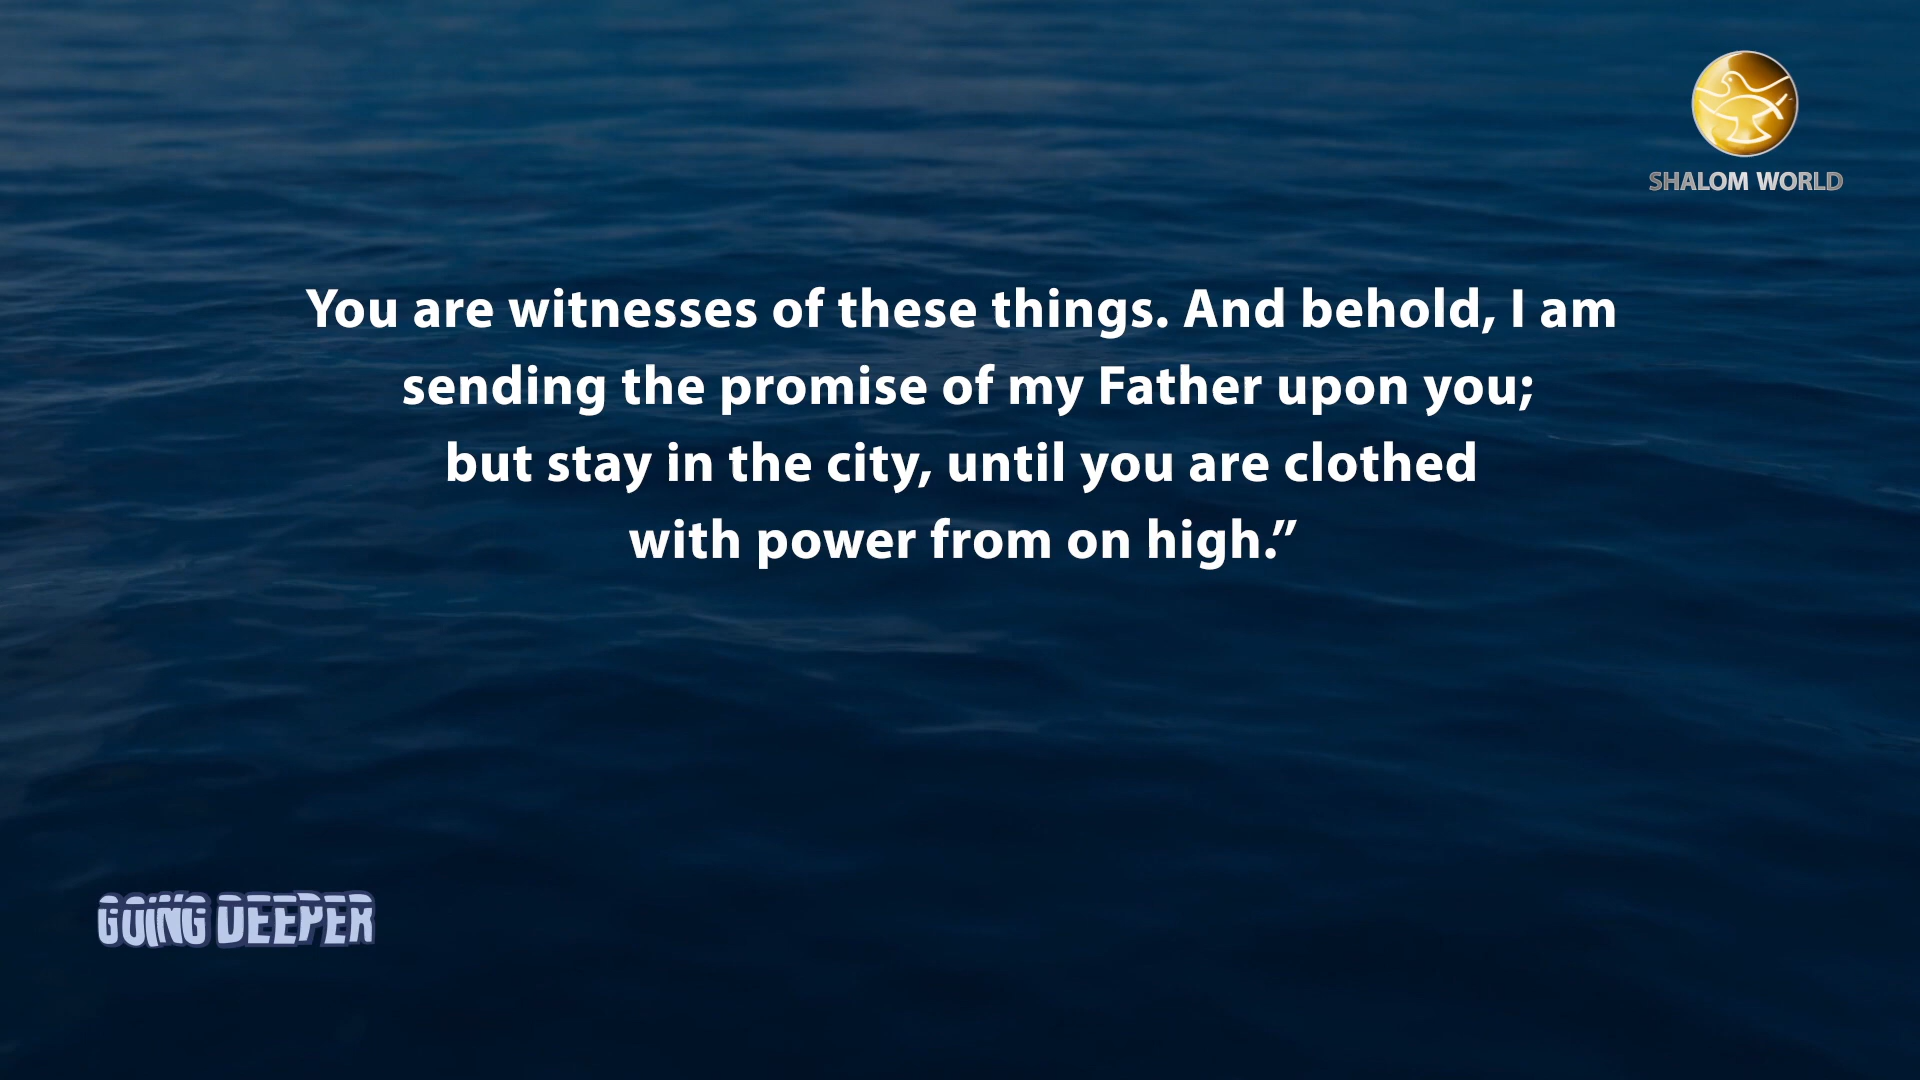 SHALOM WORLD
You are witnesses of these things. And behold, I am
sending the promise of my Father upon you;
but stay in the city, until you are clothed
with power from on high.”
GOING DEEPER